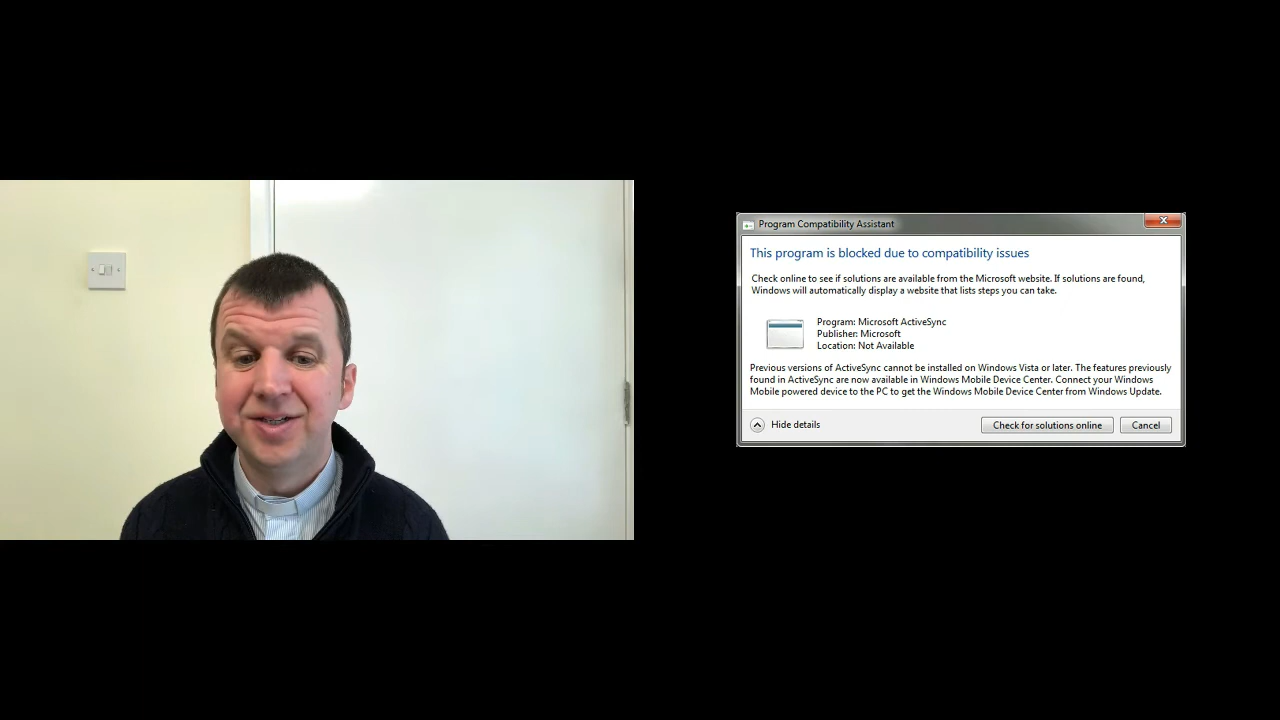 Program Compatibility Assistant
This program is blocked due to compatibility issues
Check online to see if solutions are available from the Microsoft website. If solutions are found,
Windows will automatically display a website that lists steps you can take.
Program: Microsoft ActiveSync
Publisher: Microsoft
Location: Not Available
Previous versions of ActiveSync cannot be installed on Windows Vista or later. The features previously
found in ActiveSync are now available in Windows Mobile Device Center. Connect your Windows
Mobile powered device to the PC to get the Windows Mobile Device Center from Windows Update.
Hide details
Check for solutions online
Cancel